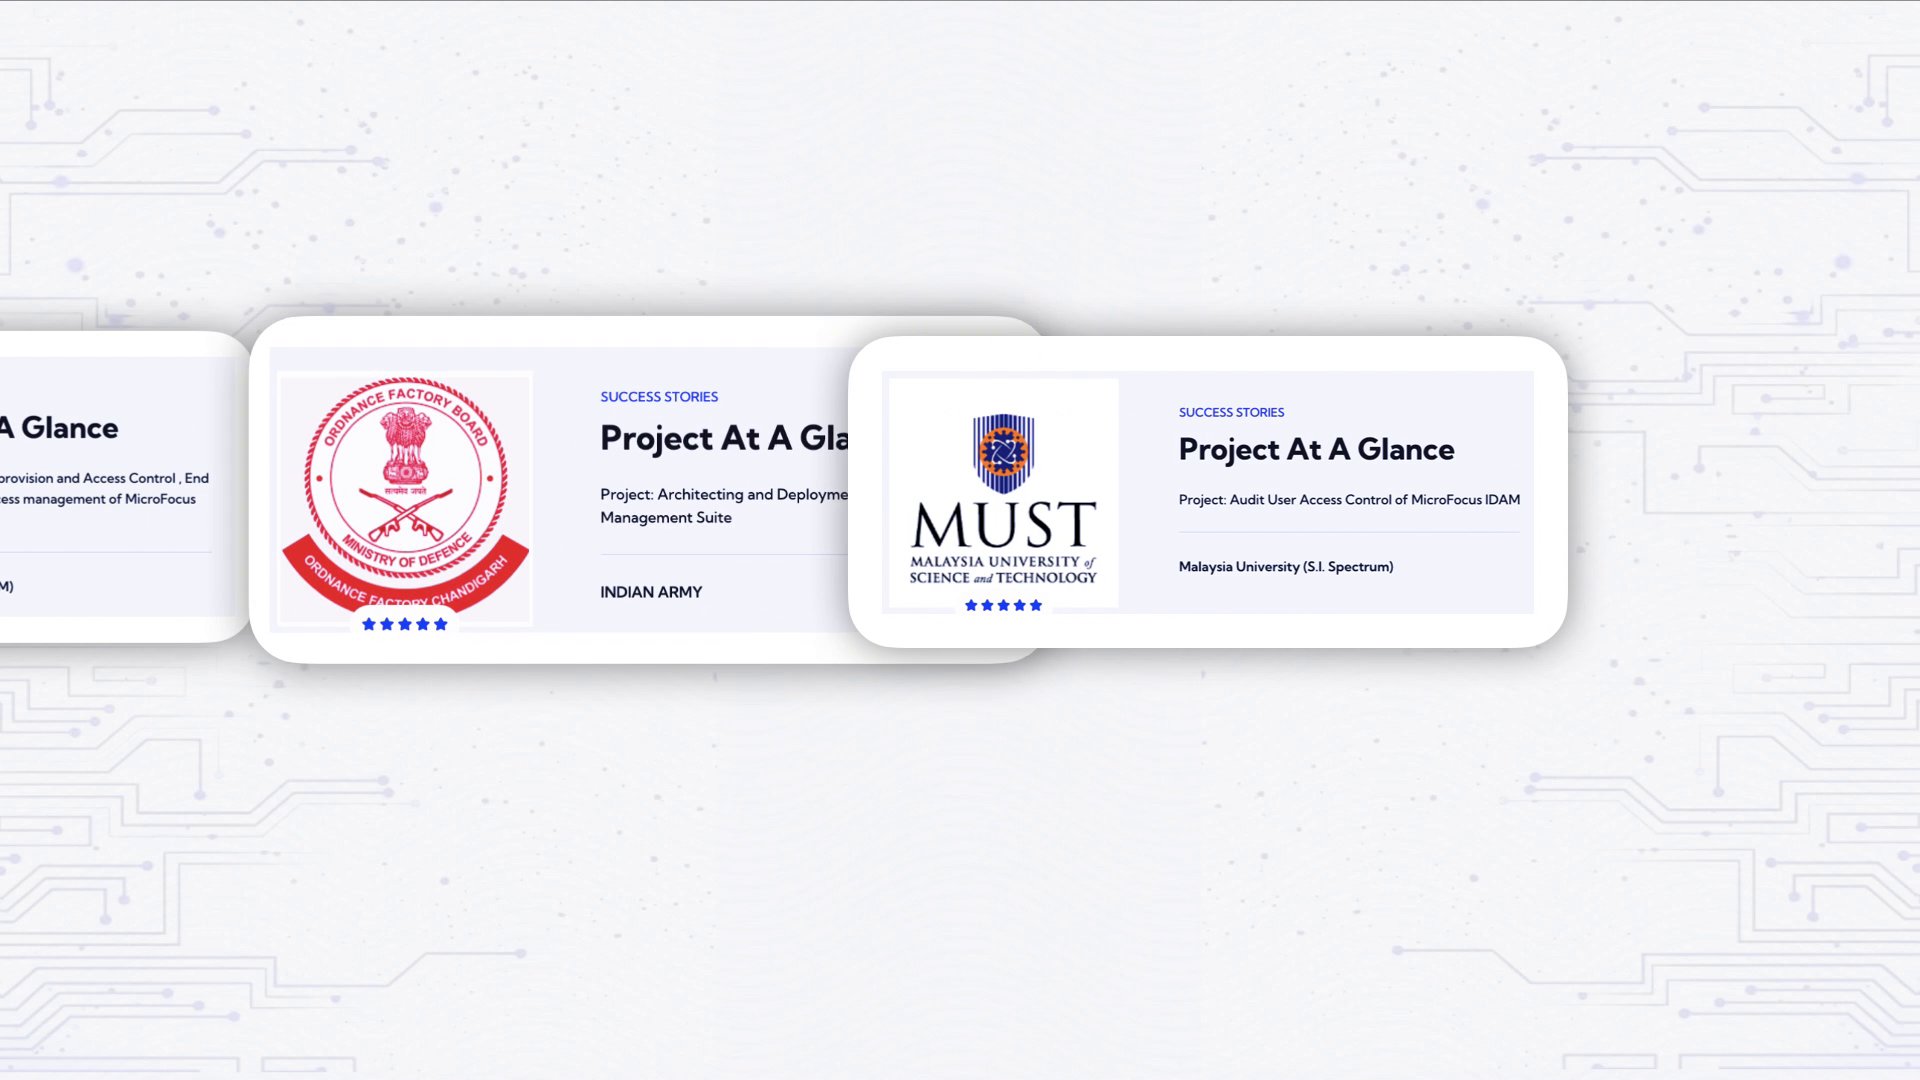 A Glance
provision and Access Control , End
cess management of MicroFocus
M)
ORDNANCE FACTORY BOARD
सत्यमेव जयते
MINISTRY OF DEFENCE
ORDNANCE FACTORY CHANDIGARH
SUCCESS STORIES
Project At A Gla
Project: Architecting and Deployme
Management Suite
INDIAN ARMY
MUST
MALAYSIA UNIVERSITY of
SCIENCE and TECHNOLOGY
SUCCESS STORIES
Project At A Glance
Project: Audit User Access Control of MicroFocus IDAM
Malaysia University (S.I. Spectrum)